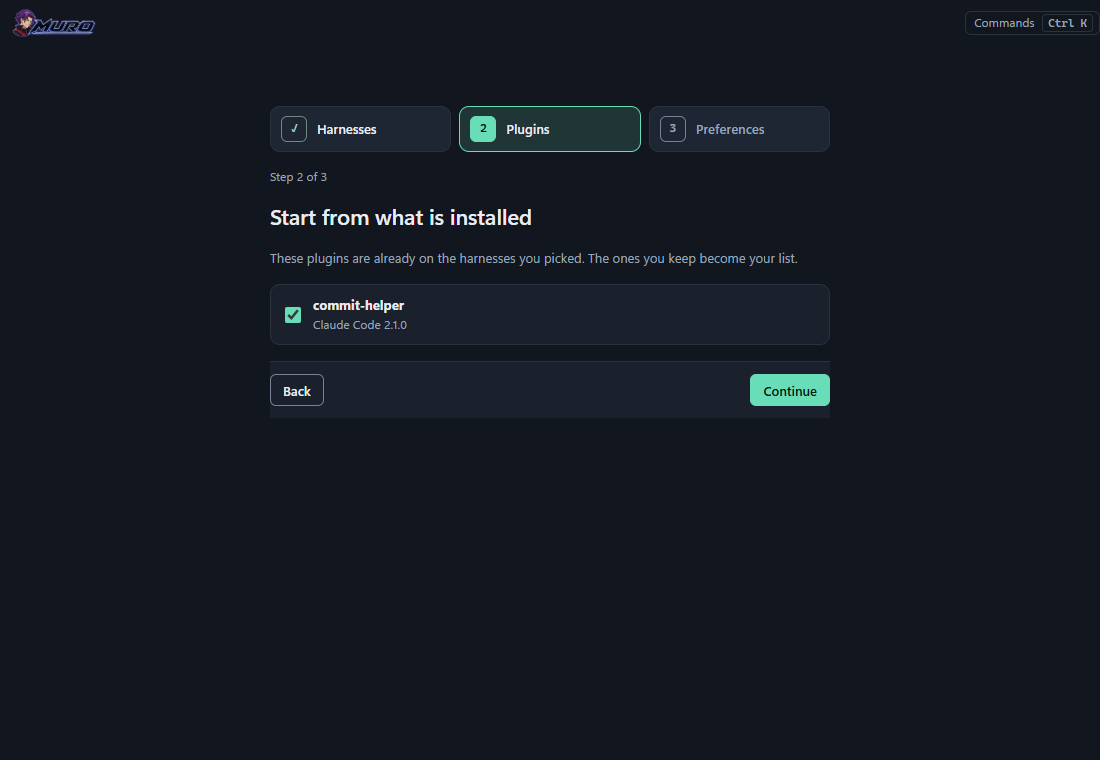 MURO
Commands Ctrl K
✓ Harnesses
2 Plugins
3 Preferences
Step 2 of 3
Start from what is installed
These plugins are already on the harnesses you picked. The ones you keep become your list.
commit-helper
Claude Code 2.1.0
Back
Continue